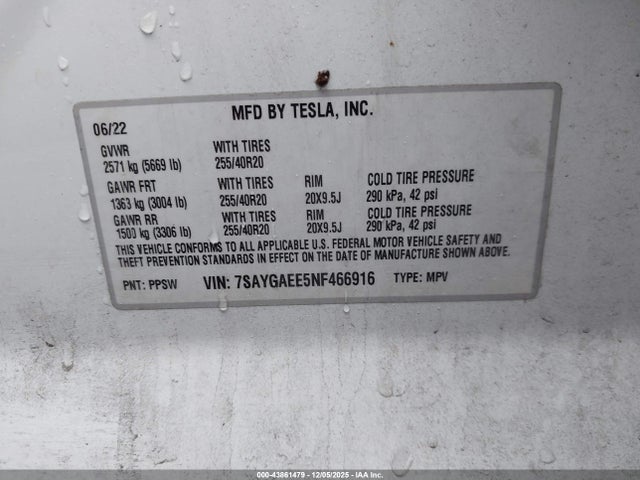 MFD BY TESLA, INC.
06/22
GVWR WITH TIRES
2571 kg (5669 lb) 255/40R20
GAWR FRT WITH TIRES RIM COLD TIRE PRESSURE
1363 kg (3004 lb) 255/40R20 20X9.5J 290 kPa, 42 psi
GAWR RR WITH TIRES RIM COLD TIRE PRESSURE
1500 kg (3306 lb) 255/40R20 20X9.5J 290 kPa, 42 psi
THIS VEHICLE CONFORMS TO ALL APPLICABLE U.S. FEDERAL MOTOR VEHICLE SAFETY AND
THEFT PREVENTION STANDARDS IN EFFECT ON THE DATE OF MANUFACTURE SHOWN ABOVE.
PNT: PPSW VIN: 7SAYGAEE5NF466916 TYPE: MPV
000-43861479 - 12/05/2025 - IAA Inc.